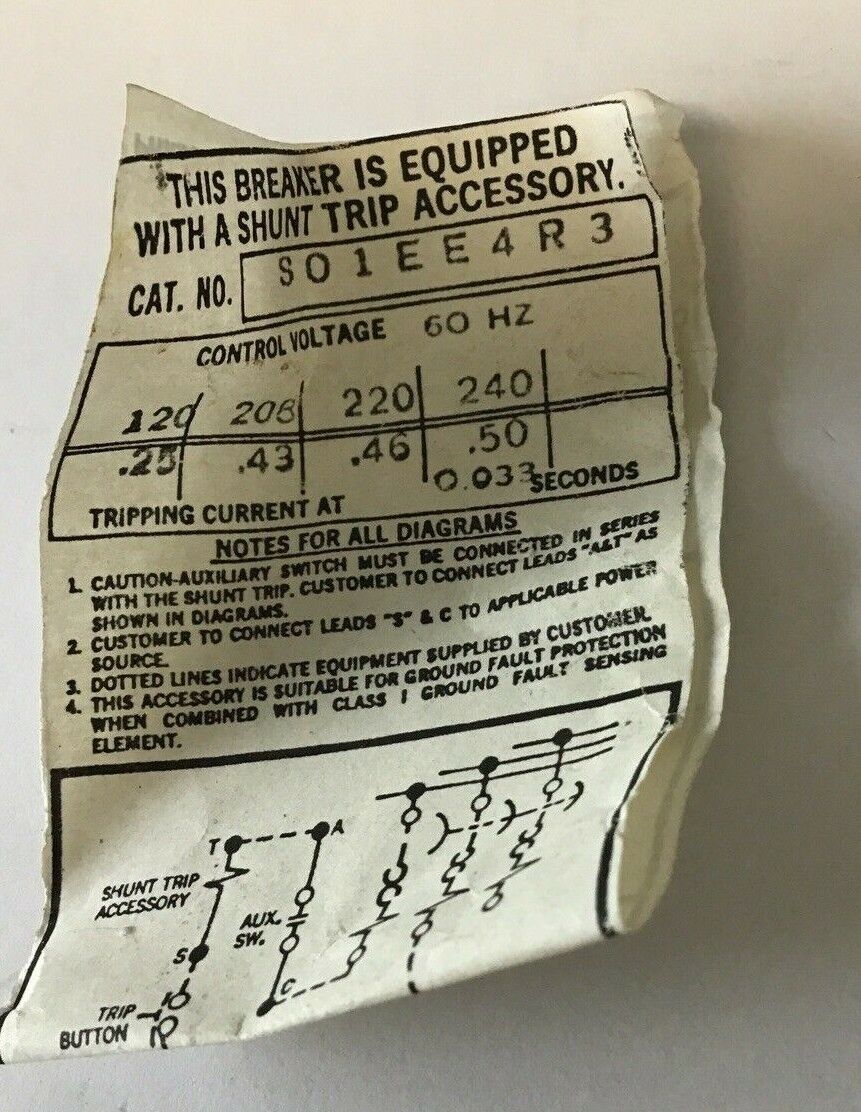 THIS BREAKER IS EQUIPPED
WITH A SHUNT TRIP ACCESSORY.
CAT. NO. S01EE4R3
CONTROL VOLTAGE 60 HZ
120 208 220 240
.25 .43 .46 .50
TRIPPING CURRENT AT 0.033 SECONDS
NOTES FOR ALL DIAGRAMS
1. CAUTION-AUXILIARY SWITCH MUST BE CONNECTED IN SERIES
WITH THE SHUNT TRIP. CUSTOMER TO CONNECT LEADS "A&T" AS
SHOWN IN DIAGRAMS.
2. CUSTOMER TO CONNECT LEADS "S" & C TO APPLICABLE POWER
SOURCE.
3. DOTTED LINES INDICATE EQUIPMENT SUPPLIED BY CUSTOMER.
4. THIS ACCESSORY IS SUITABLE FOR GROUND FAULT PROTECTION
WHEN COMBINED WITH CLASS I GROUND FAULT SENSING
ELEMENT.
T A
SHUNT TRIP
ACCESSORY
AUX.
SW.
S
C
TRIP
BUTTON